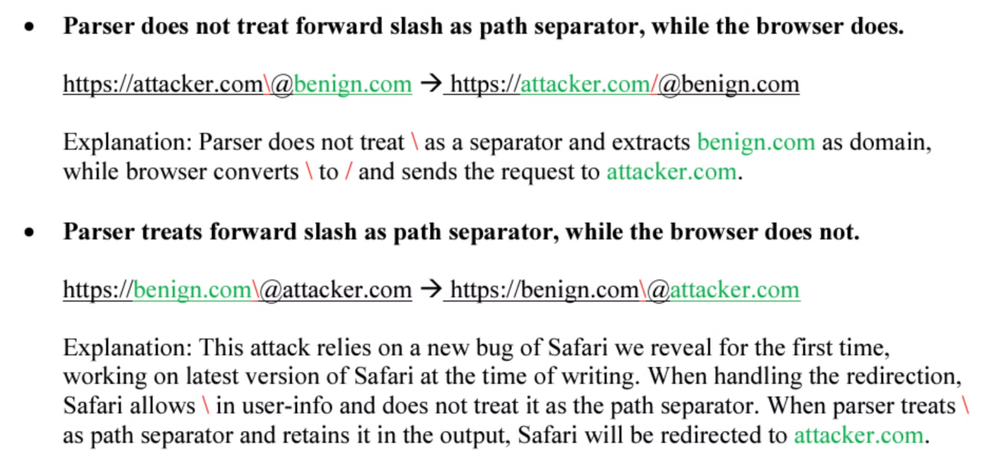 • Parser does not treat forward slash as path separator, while the browser does.
https://attacker.com\@benign.com → https://attacker.com/@benign.com
Explanation: Parser does not treat \ as a separator and extracts benign.com as domain,
while browser converts \ to / and sends the request to attacker.com.
• Parser treats forward slash as path separator, while the browser does not.
https://benign.com\@attacker.com → https://benign.com\@attacker.com
Explanation: This attack relies on a new bug of Safari we reveal for the first time,
working on latest version of Safari at the time of writing. When handling the redirection,
Safari allows \ in user-info and does not treat it as the path separator. When parser treats \
as path separator and retains it in the output, Safari will be redirected to attacker.com.